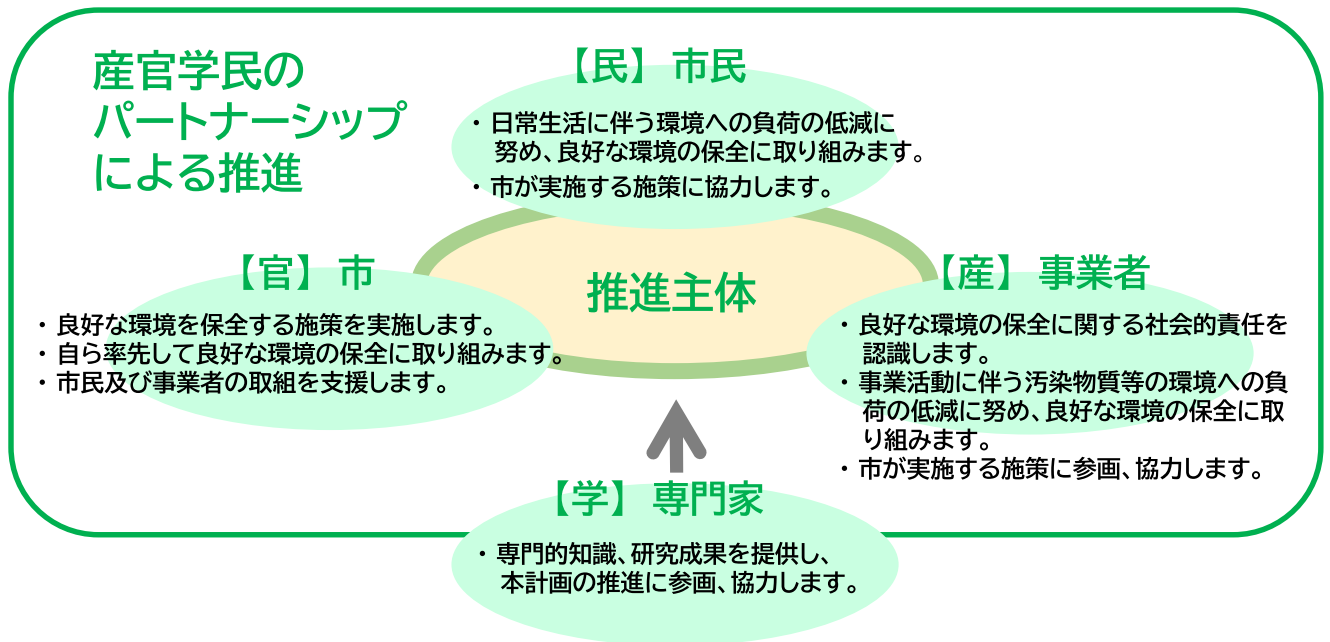 産官学民の
パートナーシップ
による推進
【民】 市民
・ 日常生活に伴う環境への負荷の低減に
努め、良好な環境の保全に取り組みます。
・ 市が実施する施策に協力します。
推進主体
【官】 市
・ 良好な環境を保全する施策を実施します。
・ 自ら率先して良好な環境の保全に取り組みます。
・ 市民及び事業者の取組を支援します。
【産】 事業者
・ 良好な環境の保全に関する社会的責任を
認識します。
・ 事業活動に伴う汚染物質等の環境への負
荷の低減に努め、良好な環境の保全に取
り組みます。
・ 市が実施する施策に参画、協力します。
【学】 専門家
・ 専門的知識、研究成果を提供し、
本計画の推進に参画、協力します。